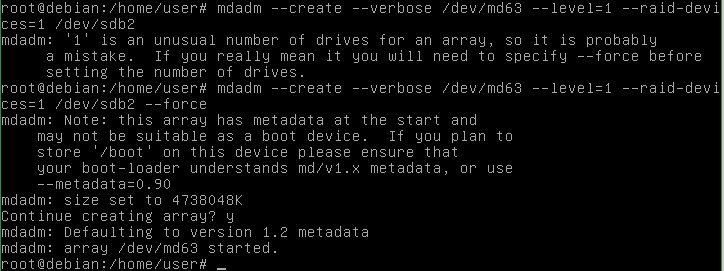 root@debian:/home/user# mdadm --create --verbose /dev/md63 --level=1 --raid-devi
ces=1 /dev/sdb2
mdadm: '1' is an unusual number of drives for an array, so it is probably
     a mistake.  If you really mean it you will need to specify --force before
     setting the number of drives.
root@debian:/home/user# mdadm --create --verbose /dev/md63 --level=1 --raid-devi
ces=1 /dev/sdb2 --force
mdadm: Note: this array has metadata at the start and
    may not be suitable as a boot device.  If you plan to
    store '/boot' on this device please ensure that
    your boot-loader understands md/v1.x metadata, or use
    --metadata=0.90
mdadm: size set to 4738048K
Continue creating array? y
mdadm: Defaulting to version 1.2 metadata
mdadm: array /dev/md63 started.
root@debian:/home/user# _